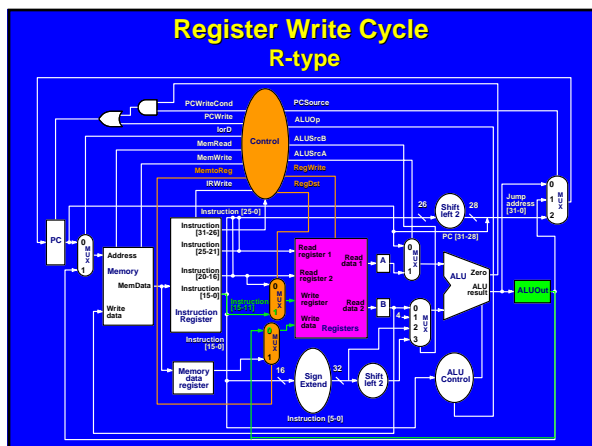 Register Write Cycle
R-type
PCWriteCond
PCSource
PCWrite
ALUOp
IorD
ALUSrcB
MemRead
Control
ALUSrcA
MemWrite
RegWrite
MemtoReg
RegDst
IRWrite
26
Shift
left 2
28
Jump
address
[31-0]
0
1
2
MUX
Instruction [25-0]
PC [31-28]
PC
0
MUX
1
Address
Memory
MemData
Write
data
Instruction
[31-26]
Instruction
[25-21]
Instruction
[20-16]
Instruction
[15-0]
Instruction
Register
Instruction
[15-0]
Instruction
[15-11]
0
MUX
1
0
MUX
1
Read
register 1
Read
data 1
Read
register 2
Write
register
Read
data 2
Write
data
Registers
A
B
0
MUX
1
4
0
1
2
3
MUX
ALU
Zero
ALU
result
ALUOut
Memory
data
register
16
Sign
Extend
32
Shift
left 2
ALU
Control
Instruction [5-0]